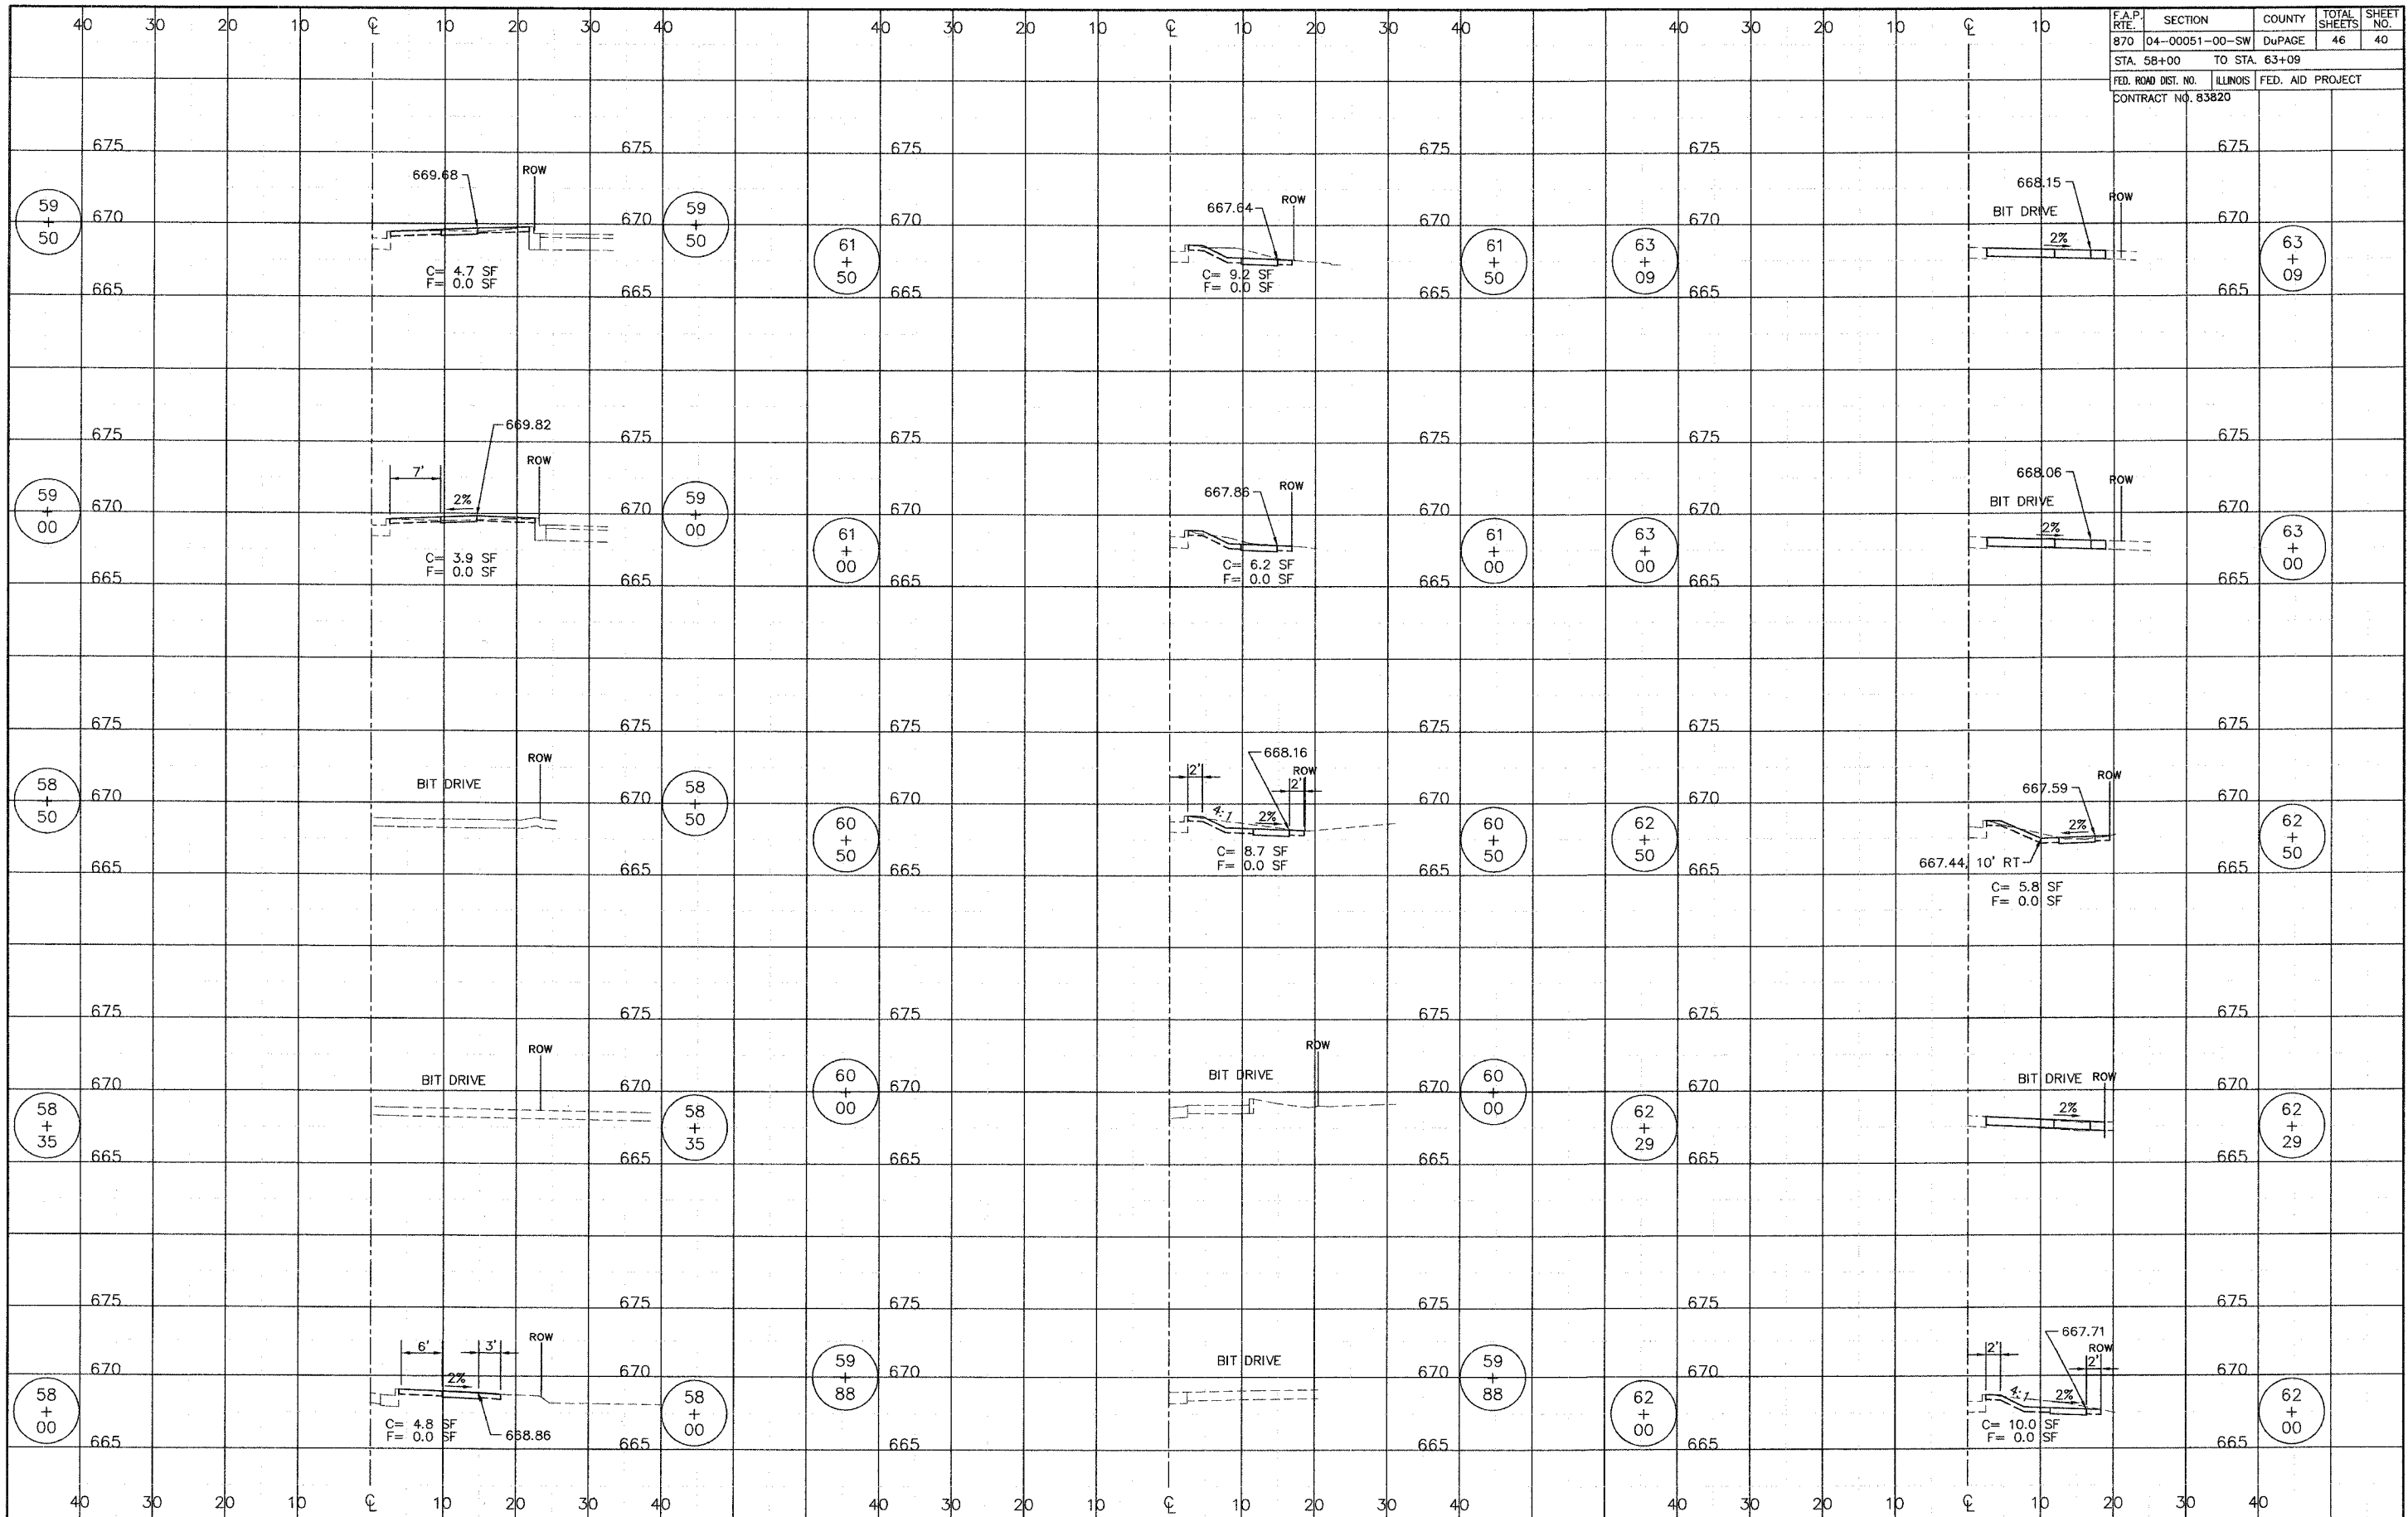 40 30 20 10 ℄ 10 20 30 40 30 20 10 ℄ 10 20 30 40 30 20 10 ℄ 10
F.A.P. RTE. SECTION COUNTY TOTAL SHEETS SHEET NO.
870 04-00051-00-SW DuPAGE 46 40
STA. 58+00 TO STA. 63+09
FED. ROAD DIST. NO. ILLINOIS FED. AID PROJECT
CONTRACT NO. 83820
675 675
669.68 ROW
59 + 50 670 670 59 + 50
C= 4.7 SF
F= 0.0 SF
665 665
675 675
669.82
7' ROW
2%
59 + 00 670 670 59 + 00
C= 3.9 SF
F= 0.0 SF
665 665
675 675
ROW
BIT DRIVE
58 + 50 670 670 58 + 50
665 665
675 675
ROW
BIT DRIVE
670 670
58 + 35 58 + 35
665 665
675 675
6' 3' ROW
2%
670 670
58 + 00 58 + 00
C= 4.8 SF
F= 0.0 SF
668.86
665 665
675 675
667.64 ROW
670 670
61 + 50 61 + 50
C= 9.2 SF
F= 0.0 SF
665 665
675 675
667.86 ROW
670 670
61 + 00 61 + 00
C= 6.2 SF
F= 0.0 SF
665 665
675 675
668.16
2' ROW 2'
4:1 2%
670 670
60 + 50 60 + 50
C= 8.7 SF
F= 0.0 SF
665 665
675 675
ROW
BIT DRIVE
60 + 00 670 670 60 + 00
665 665
675 675
BIT DRIVE
59 + 88 670 670 59 + 88
665 665
675 675
668.15 ROW
BIT DRIVE
2%
670 670
63 + 09 63 + 09
665 665
675 675
668.06 ROW
BIT DRIVE
2%
670 670
63 + 00 63 + 00
665 665
675 675
667.59 ROW
2%
670 670
62 + 50 62 + 50
667.44, 10' RT
C= 5.8 SF
F= 0.0 SF
665 665
675 675
BIT DRIVE ROW
2%
670 670
62 + 29 62 + 29
665 665
675 675
667.71
2' ROW 2'
4:1 2%
670 670
62 + 00 62 + 00
C= 10.0 SF
F= 0.0 SF
665 665
40 30 20 10 ℄ 10 20 30 40 30 20 10 ℄ 10 20 30 40 30 20 10 ℄ 10 20 30 40